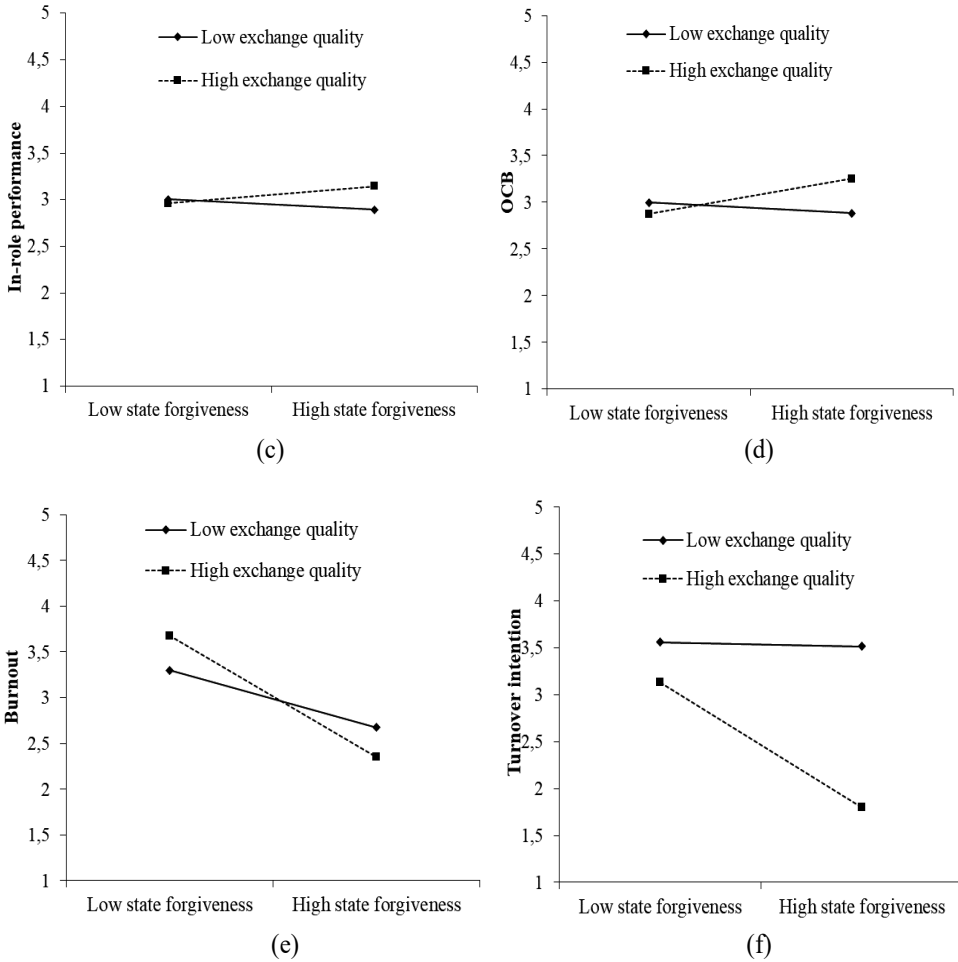 5
4,5
4
3,5
3
2,5
2
1,5
1
In-role performance
Low exchange quality
High exchange quality
Low state forgiveness
High state forgiveness
(c)
5
4,5
4
3,5
3
2,5
2
1,5
1
OCB
Low exchange quality
High exchange quality
Low state forgiveness
High state forgiveness
(d)
5
4,5
4
3,5
3
2,5
2
1,5
1
Burnout
Low exchange quality
High exchange quality
Low state forgiveness
High state forgiveness
(e)
5
4,5
4
3,5
3
2,5
2
1,5
1
Turnover intention
Low exchange quality
High exchange quality
Low state forgiveness
High state forgiveness
(f)